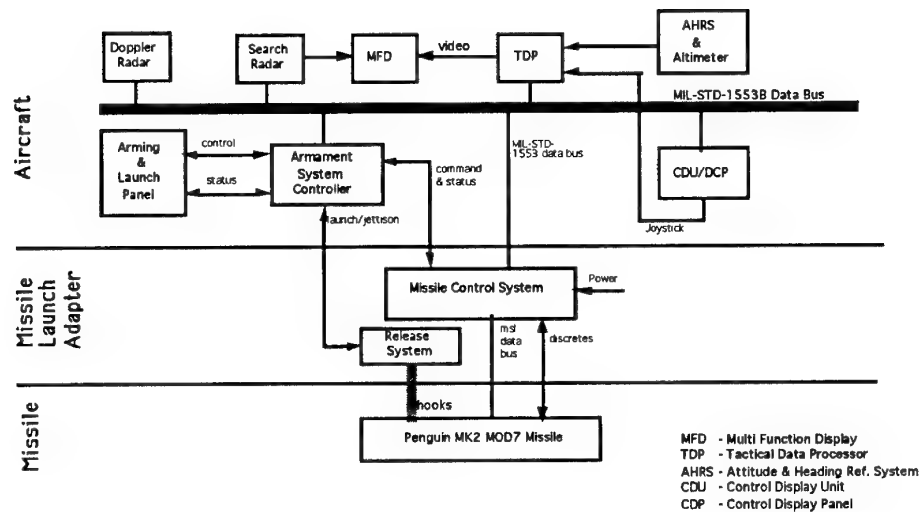 Aircraft
Doppler
Radar
Search
Radar
MFD
video
TDP
AHRS
&
Altimeter
MIL-STD-1553B Data Bus
Arming
&
Launch
Panel
control
status
Armament
System
Controller
command
& status
MIL-STD-
1553 data bus
CDU/DCP
Joystick
launch/jettison
Missile
Launch
Adapter
Missile Control System
Power
Release
System
msl
data
bus
discretes
Missile
hooks
Penguin MK2 MOD7 Missile
MFD - Multi Function Display
TDP - Tactical Data Processor
AHRS - Attitude & Heading Ref. System
CDU - Control Display Unit
CDP - Control Display Panel